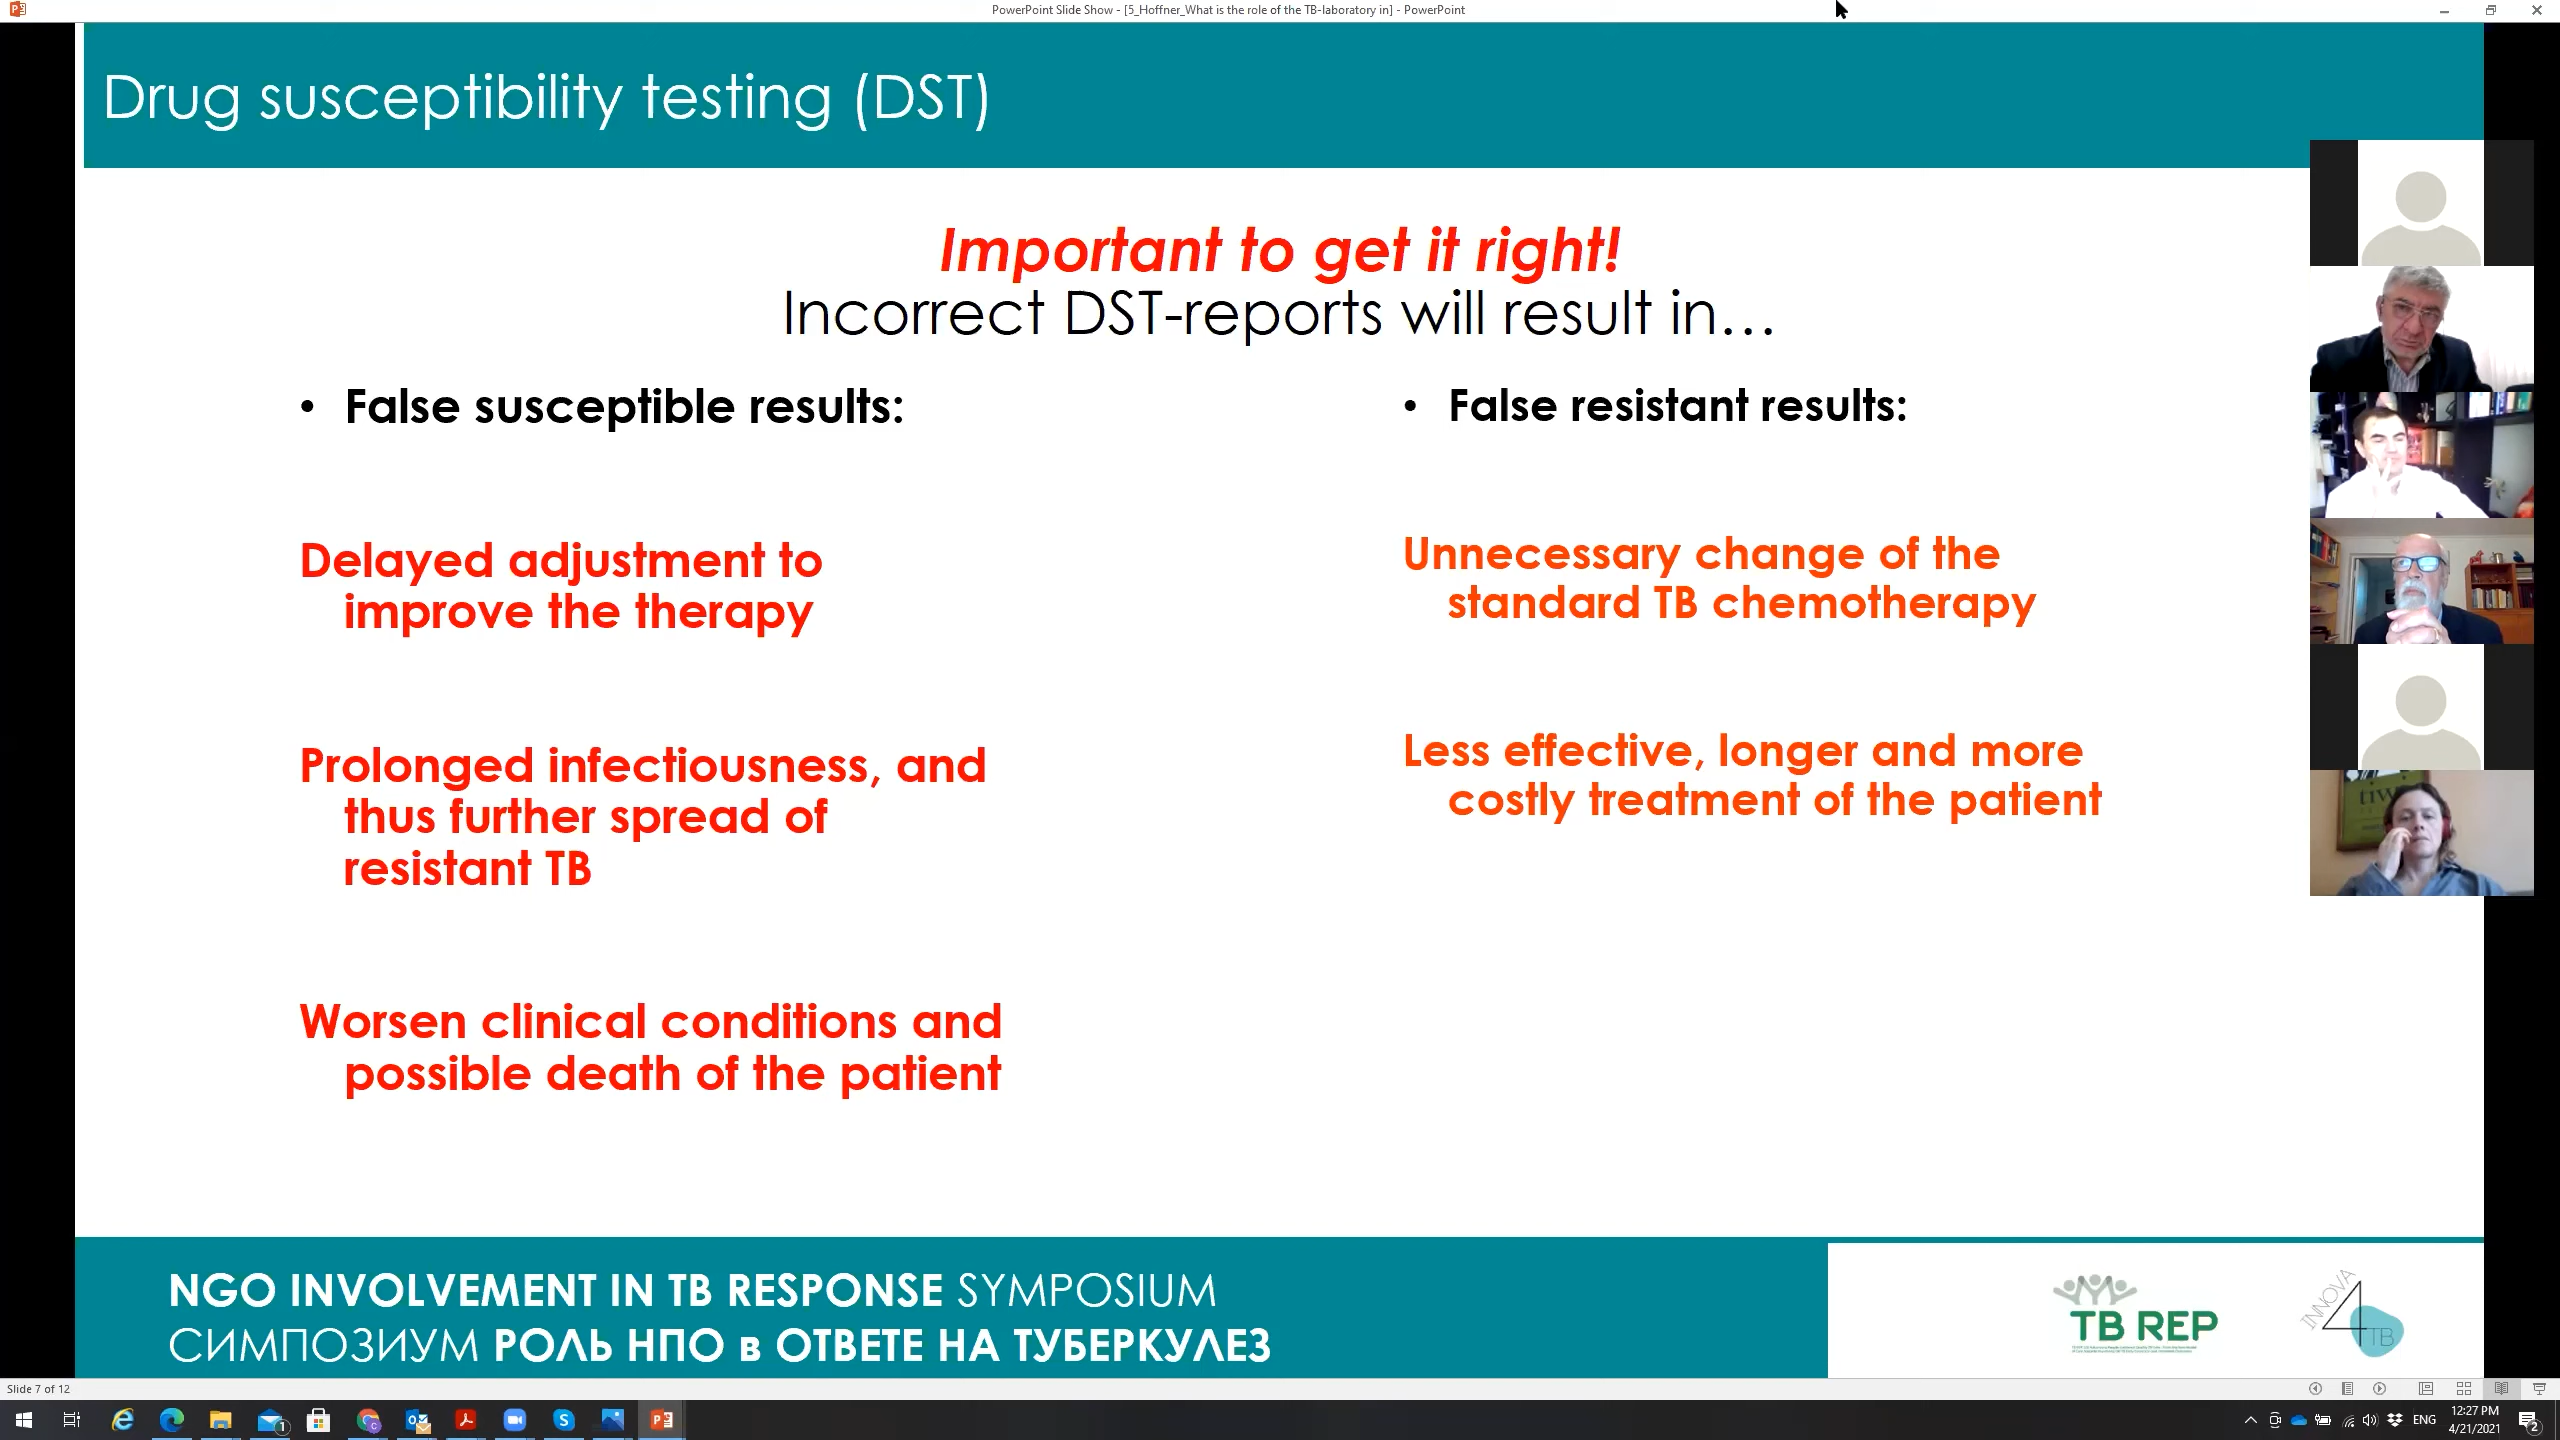 PowerPoint Slide Show - [5_Hoffner_What is the role of the TB-laboratory in] - PowerPoint
Drug susceptibility testing (DST)
Important to get it right!
Incorrect DST-reports will result in…
• False susceptible results:
Delayed adjustment to
improve the therapy
Prolonged infectiousness, and
thus further spread of
resistant TB
Worsen clinical conditions and
possible death of the patient
• False resistant results:
Unnecessary change of the
standard TB chemotherapy
Less effective, longer and more
costly treatment of the patient
tiw
NGO INVOLVEMENT IN TB RESPONSE SYMPOSIUM
СИМПОЗИУМ РОЛЬ НПО в ОТВЕТЕ НА ТУБЕРКУЛЕЗ
TB REP
INNOVA
4
TB
Slide 7 of 12
ENG
12:27 PM
4/21/2021